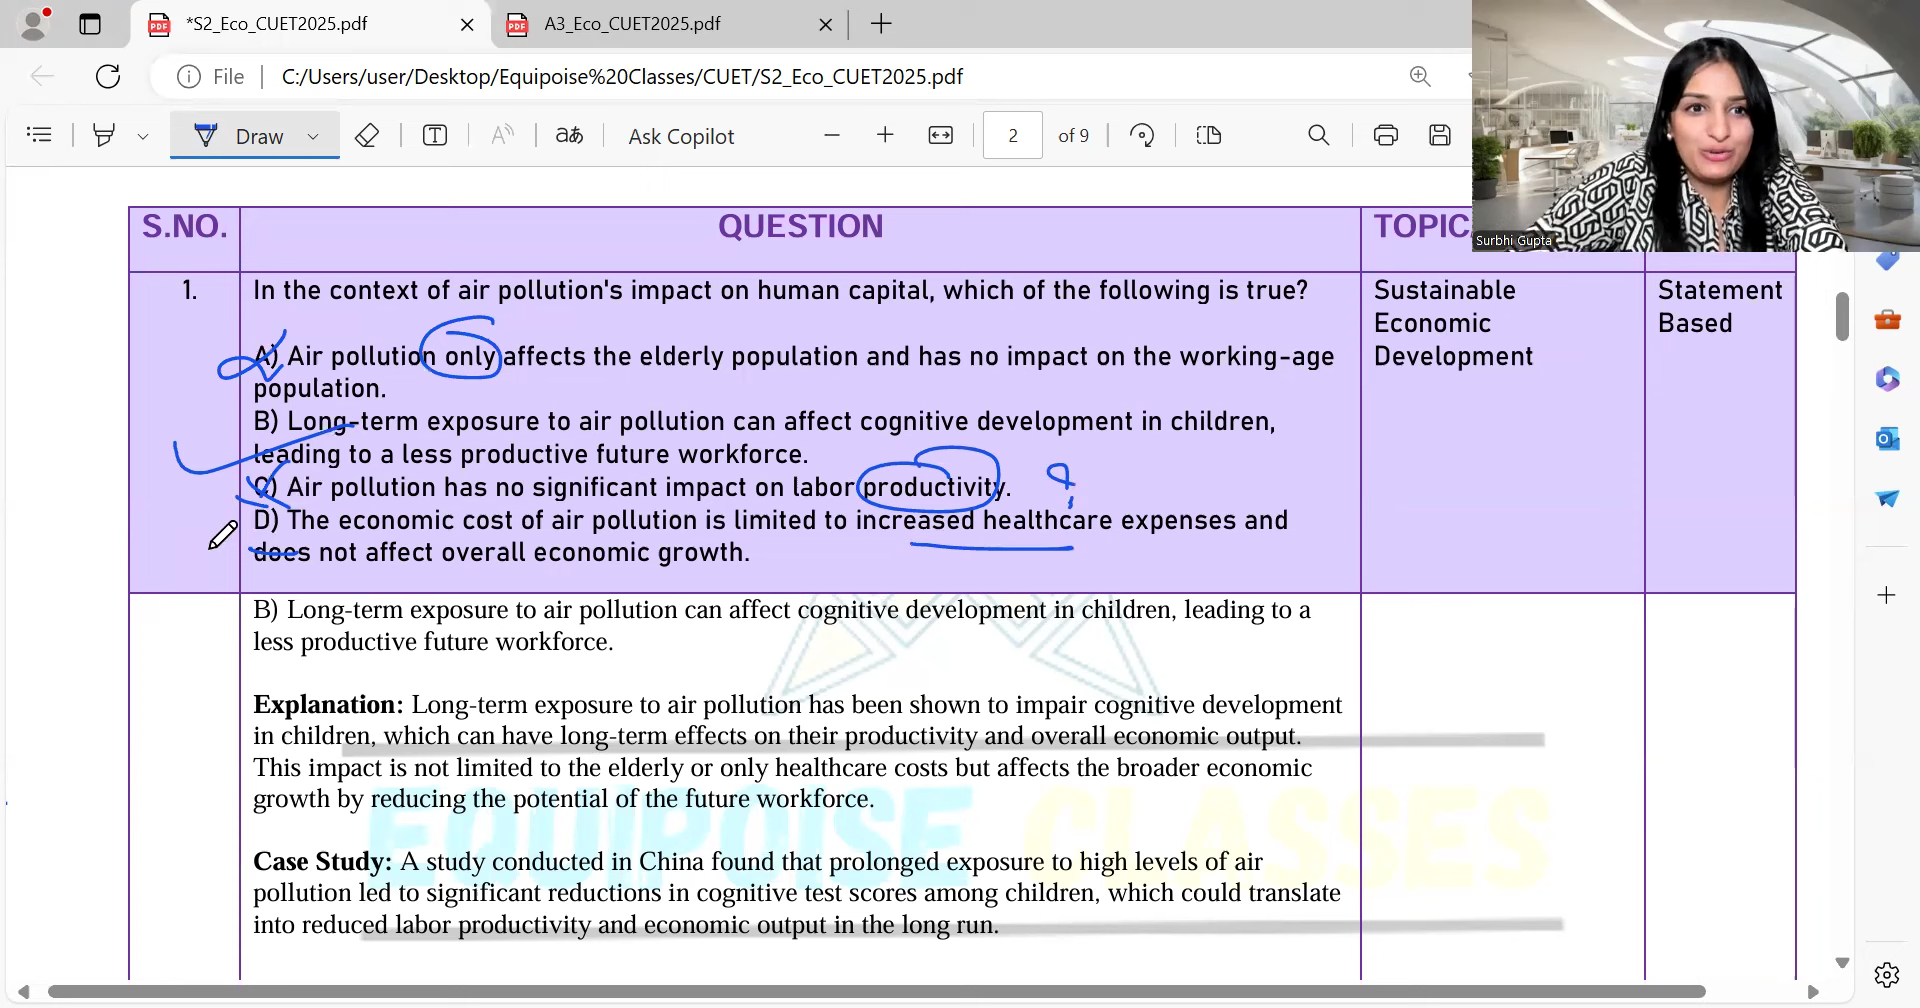 *S2_Eco_CUET2025.pdf
A3_Eco_CUET2025.pdf
File
C:/Users/user/Desktop/Equipoise%20Classes/CUET/S2_Eco_CUET2025.pdf
Draw
aあ
Ask Copilot
2 of 9
Surbhi Gupta
S.NO. QUESTION TOPIC
1. In the context of air pollution's impact on human capital, which of the following is true? Sustainable Statement
Economic Based
A) Air pollution only affects the elderly population and has no impact on the working-age Development
population.
B) Long-term exposure to air pollution can affect cognitive development in children,
leading to a less productive future workforce.
C) Air pollution has no significant impact on labor productivity.
D) The economic cost of air pollution is limited to increased healthcare expenses and
does not affect overall economic growth.
B) Long-term exposure to air pollution can affect cognitive development in children, leading to a
less productive future workforce.
Explanation: Long-term exposure to air pollution has been shown to impair cognitive development
in children, which can have long-term effects on their productivity and overall economic output.
This impact is not limited to the elderly or only healthcare costs but affects the broader economic
growth by reducing the potential of the future workforce.
EQUIPOISE CLASSES
Case Study: A study conducted in China found that prolonged exposure to high levels of air
pollution led to significant reductions in cognitive test scores among children, which could translate
into reduced labor productivity and economic output in the long run.